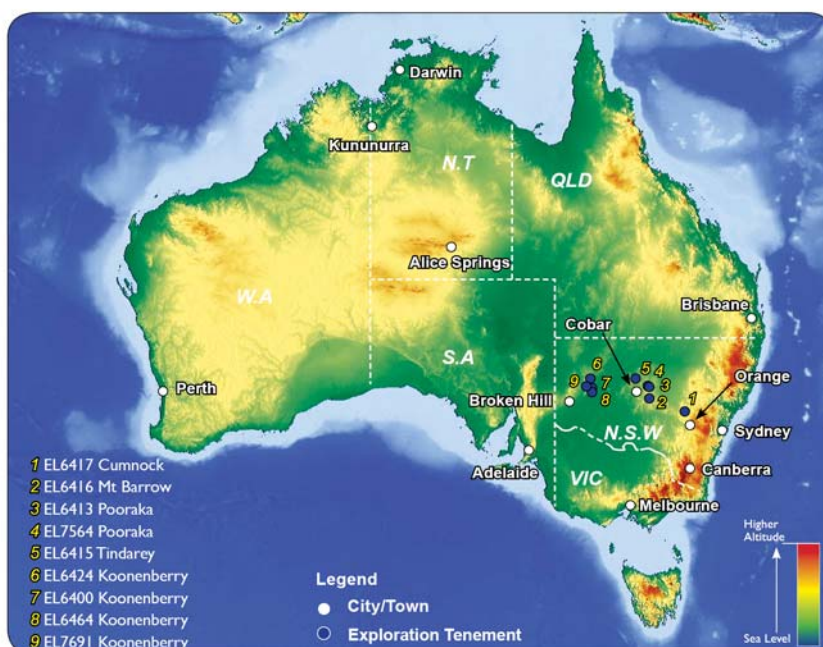 Darwin
Kununurra
N.T
QLD
Alice Springs
W.A
Brisbane
Cobar
S.A
6
5
4
9
7
3
Orange
Perth
8
2
1
Broken Hill
N.S.W
Sydney
Adelaide
Canberra
VIC
Melbourne
1 EL6417 Cumnock
2 EL6416 Mt Barrow
3 EL6413 Pooraka
4 EL7564 Pooraka
5 EL6415 Tindarey
6 EL6424 Koonenberry
7 EL6400 Koonenberry
8 EL6464 Koonenberry
9 EL7691 Koonenberry
Legend
City/Town
Exploration Tenement
Higher
Altitude
Sea Level